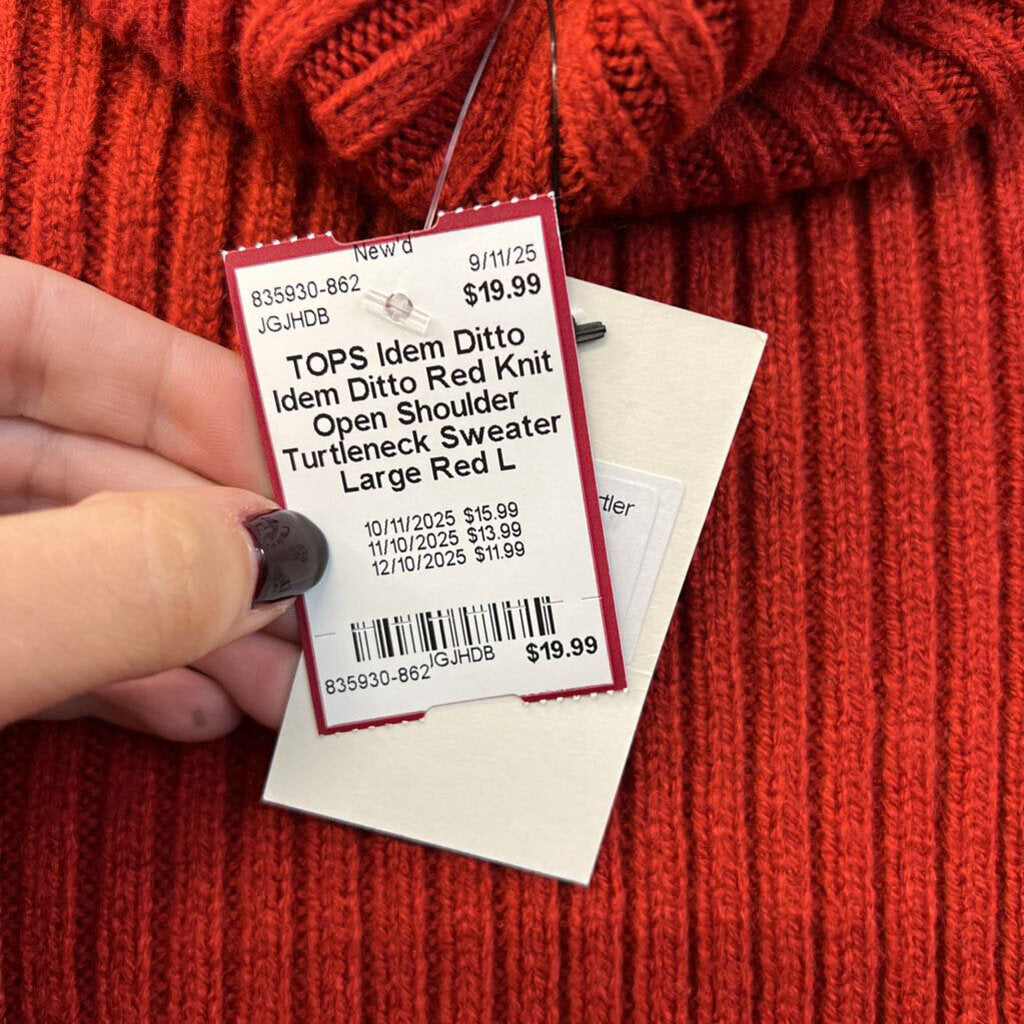 New'd
9/11/25
835930-862
$19.99
JGJHDB
TOPS Idem Ditto
Idem Ditto Red Knit
Open Shoulder
Turtleneck Sweater
Large Red L
10/11/2025 $15.99
11/10/2025 $13.99
12/10/2025 $11.99
835930-862 JGJHDB $19.99